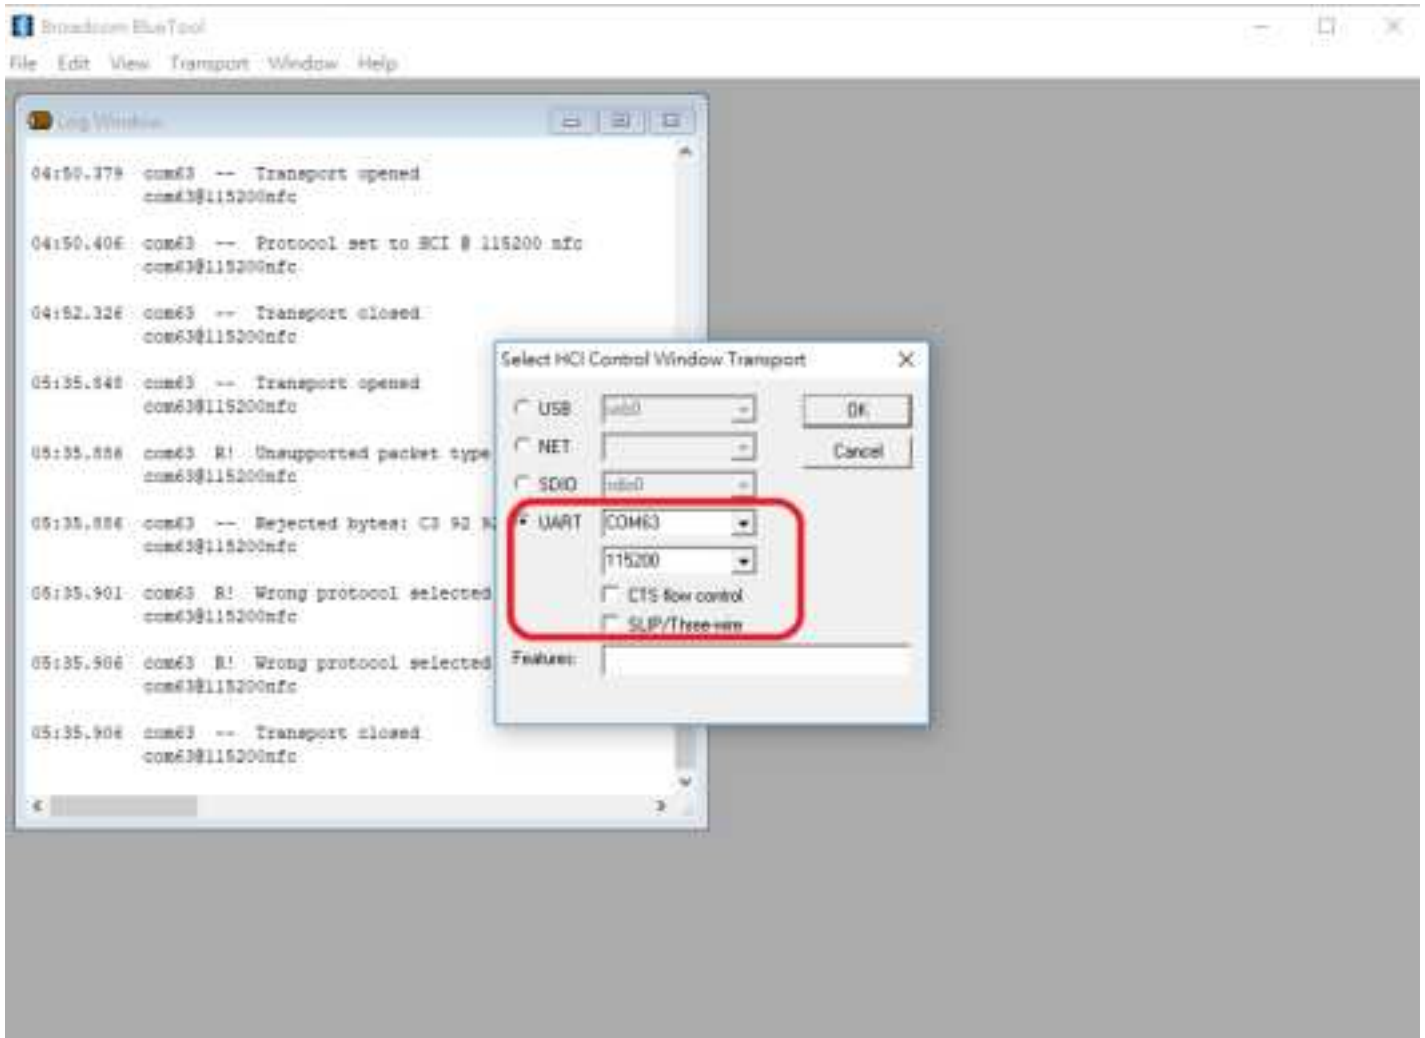 Broadcom BlueTool
File Edit View Transport Window Help
Log Window
04:50.379 com63 -- Transport opened
com63@115200nfc
04:50.406 com63 -- Protocol set to HCI @ 115200 nfc
com63@115200nfc
04:52.326 com63 -- Transport closed
com63@115200nfc
05:35.848 com63 -- Transport opened
com63@115200nfc
05:35.886 com63 R! Unsupported packet type
com63@115200nfc
05:35.886 com63 -- Rejected bytes: C3 92
com63@115200nfc
05:35.901 com63 R! Wrong protocol selected
com63@115200nfc
05:35.906 com63 R! Wrong protocol selected
com63@115200nfc
05:35.906 com63 -- Transport closed
com63@115200nfc
Select HCI Control Window Transport
USB usb0 OK
NET Cancel
SDIO sdio0
UART COM63
115200
CTS flow control
SLIP/Three-wire
Features: